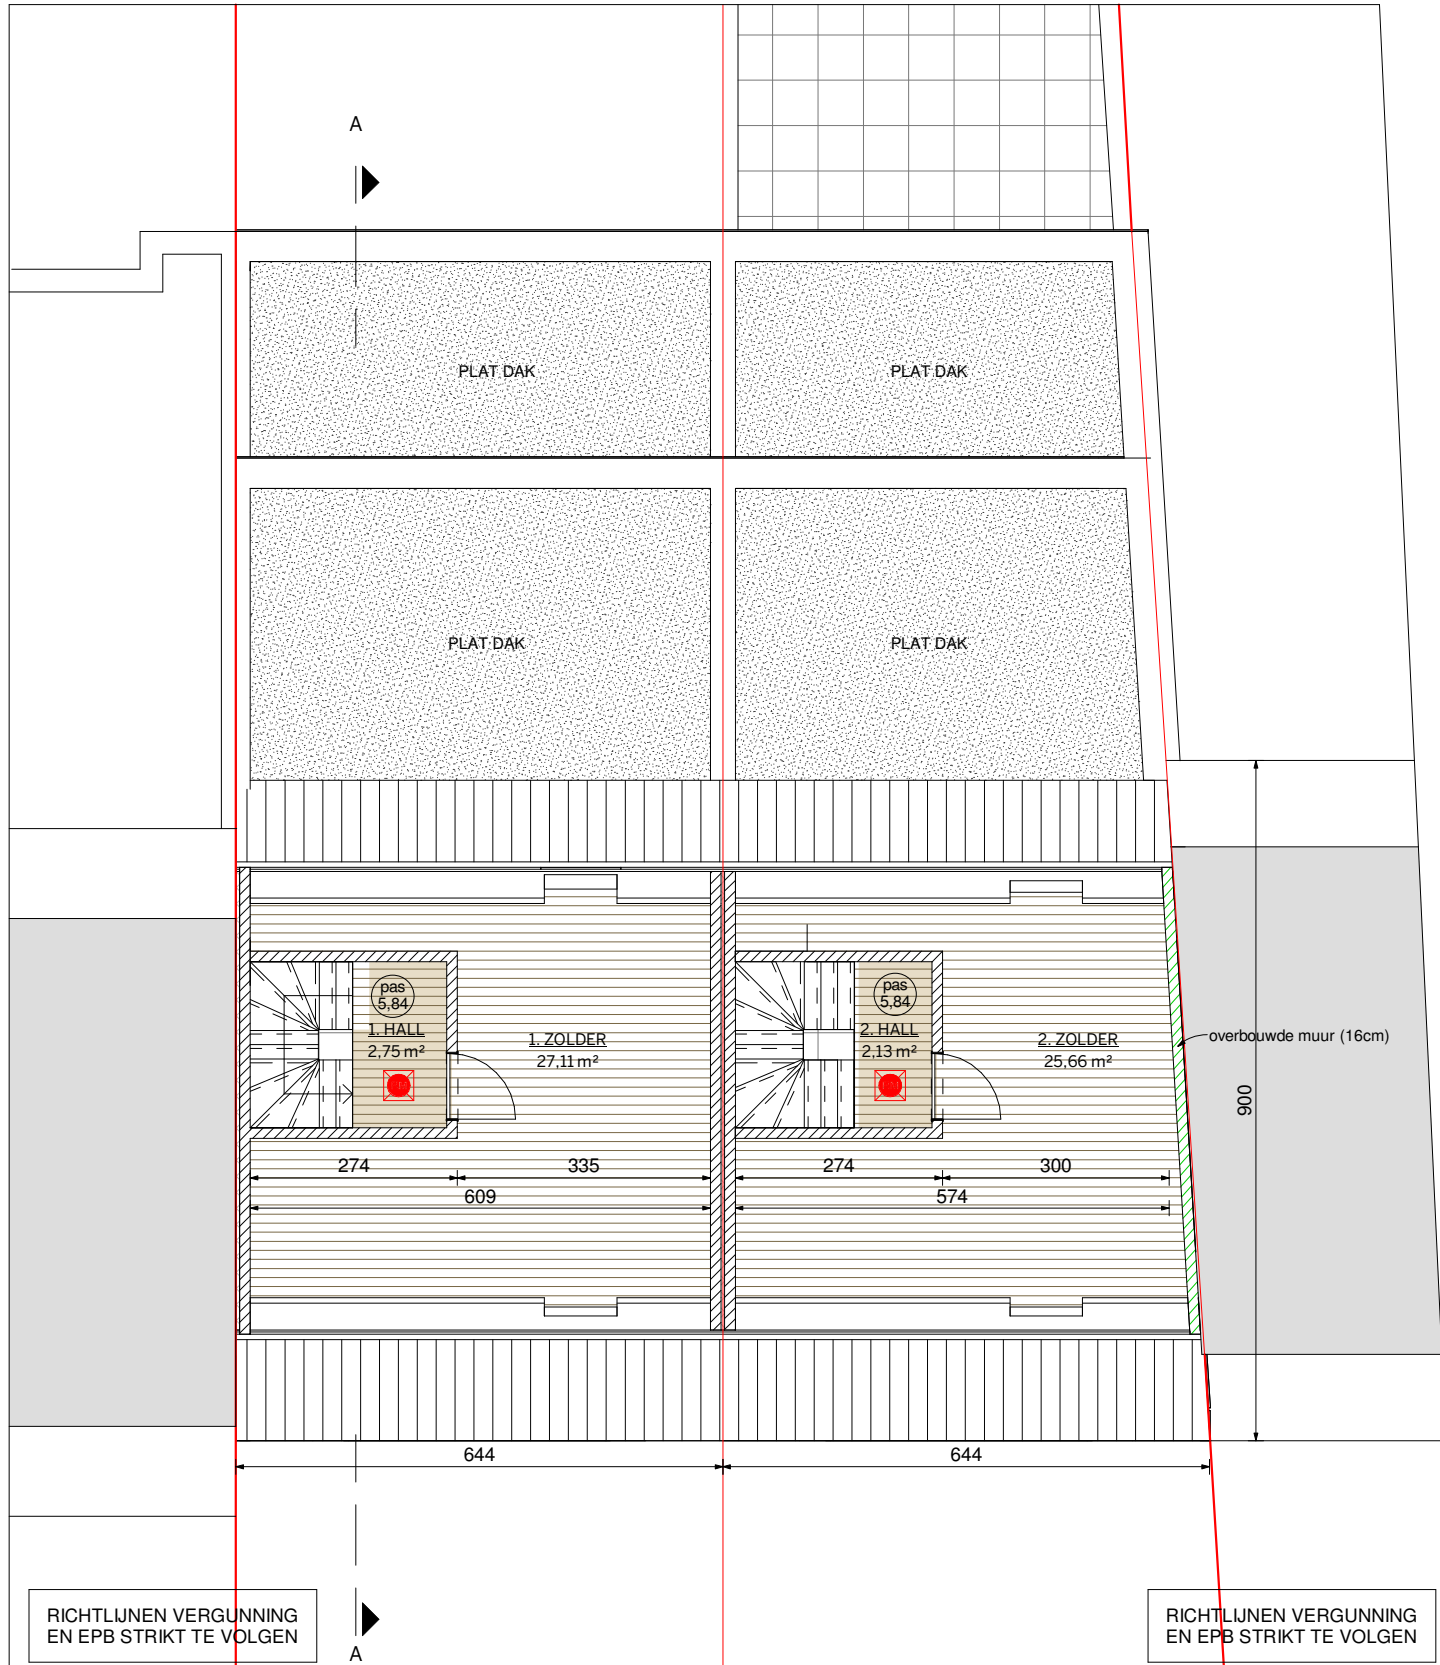 A
PLAT DAK
PLAT DAK
PLAT DAK
PLAT DAK
pas
5,84
1. HALL
2,75 m²
1. ZOLDER
27,11 m²
pas
5,84
2. HALL
2,13 m²
2. ZOLDER
25,66 m²
overbouwde muur (16cm)
900
274
335
274
300
609
574
644
644
RICHTLIJNEN VERGUNNING
EN EPB STRIKT TE VOLGEN
A
RICHTLIJNEN VERGUNNING
EN EPB STRIKT TE VOLGEN